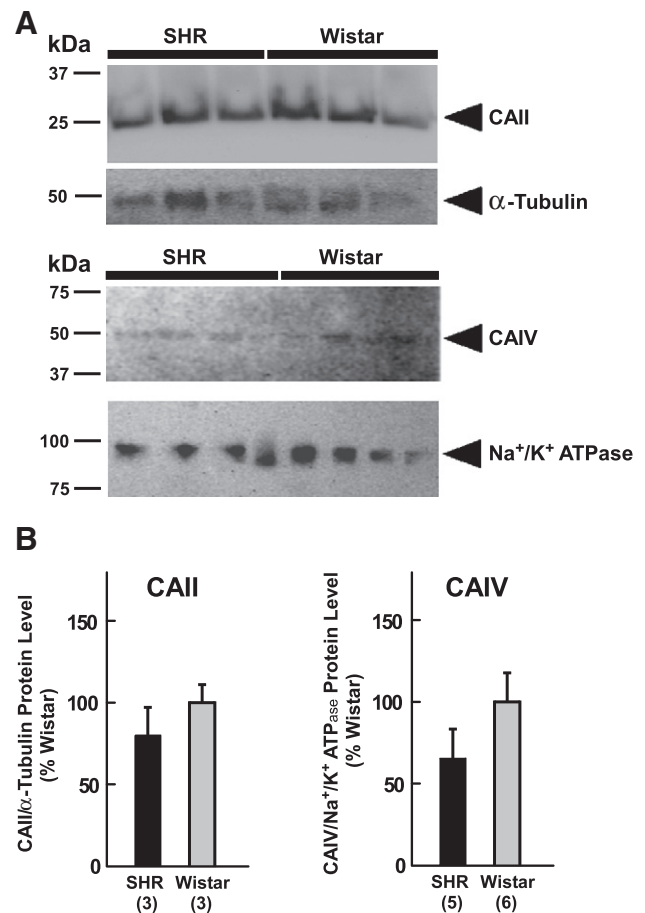 A
kDa
SHR Wistar
37
25
CAII
50
α-Tubulin
kDa
SHR Wistar
75
50
37
CAIV
100
75
Na⁺/K⁺ ATPase
B
CAII
CAII/α-Tubulin Protein Level
(% Wistar)
150
100
50
0
SHR Wistar
(3) (3)
CAIV
CAIV/Na⁺/K⁺ ATPase Protein Level
(% Wistar)
150
100
50
0
SHR Wistar
(5) (6)